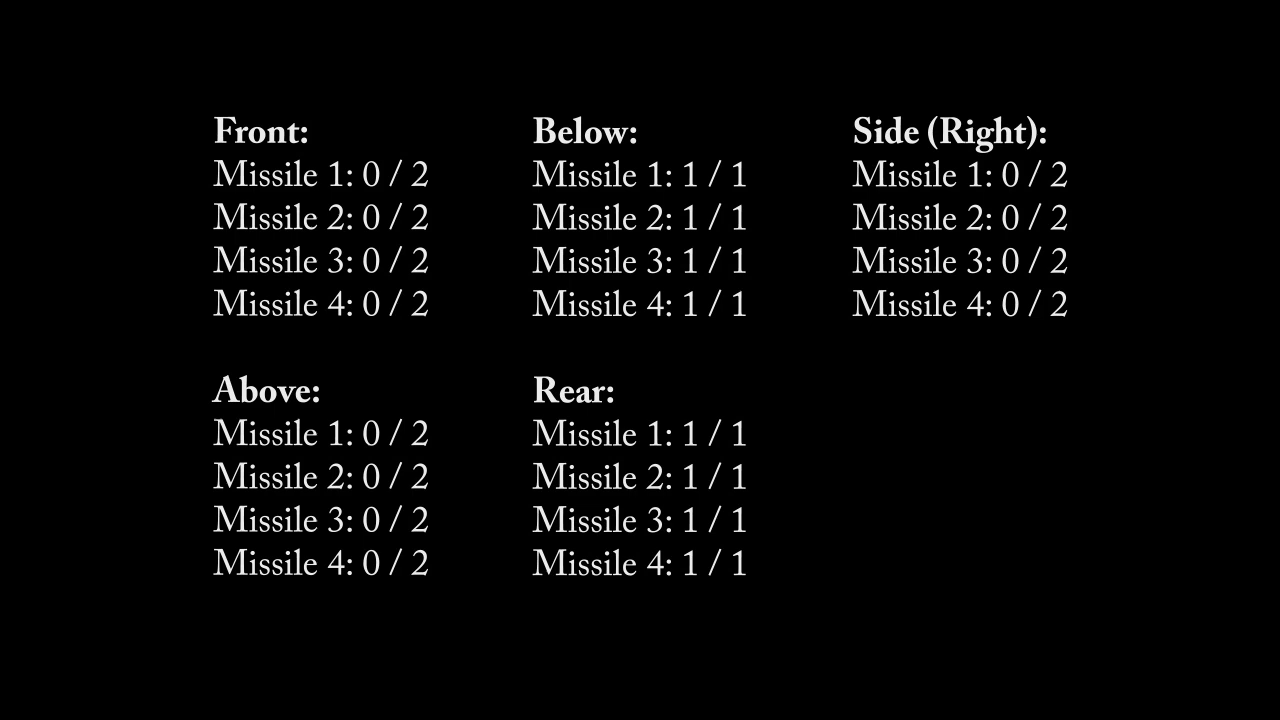 Front:
Missile 1: 0 / 2
Missile 2: 0 / 2
Missile 3: 0 / 2
Missile 4: 0 / 2
Below:
Missile 1: 1 / 1
Missile 2: 1 / 1
Missile 3: 1 / 1
Missile 4: 1 / 1
Side (Right):
Missile 1: 0 / 2
Missile 2: 0 / 2
Missile 3: 0 / 2
Missile 4: 0 / 2
Above:
Missile 1: 0 / 2
Missile 2: 0 / 2
Missile 3: 0 / 2
Missile 4: 0 / 2
Rear:
Missile 1: 1 / 1
Missile 2: 1 / 1
Missile 3: 1 / 1
Missile 4: 1 / 1